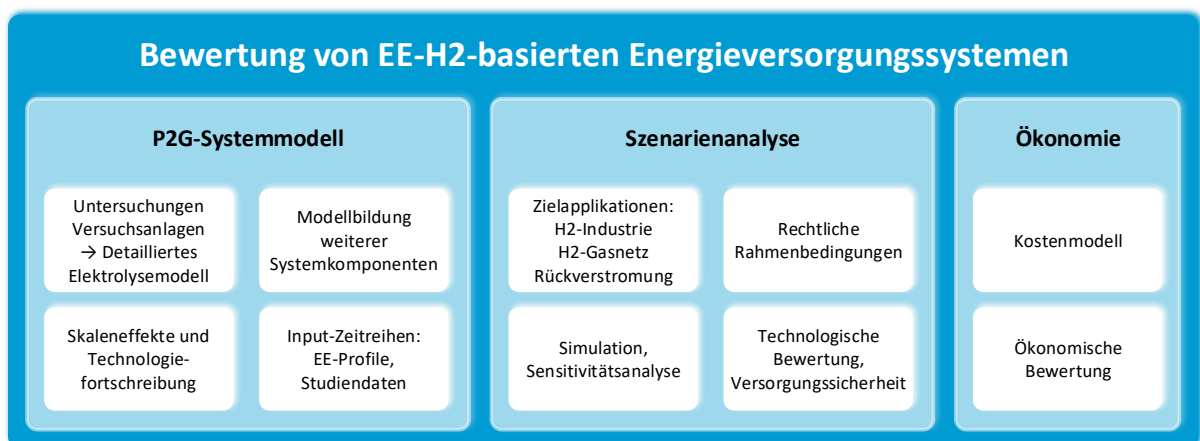 Bewertung von EE-H2-basierten Energieversorgungssystemen
P2G-Systemmodell
Untersuchungen
Versuchsanlagen
→ Detailliertes
Elektrolysemodell
Modellbildung
weiterer
Systemkomponenten
Skaleneffekte und
Technologie-
fortschreibung
Input-Zeitreihen:
EE-Profile,
Studiendaten
Szenarienanalyse
Zielapplikationen:
H2-Industrie
H2-Gasnetz
Rückverstromung
Rechtliche
Rahmenbedingungen
Simulation,
Sensitivitätsanalyse
Technologische
Bewertung,
Versorgungssicherheit
Ökonomie
Kostenmodell
Ökonomische
Bewertung